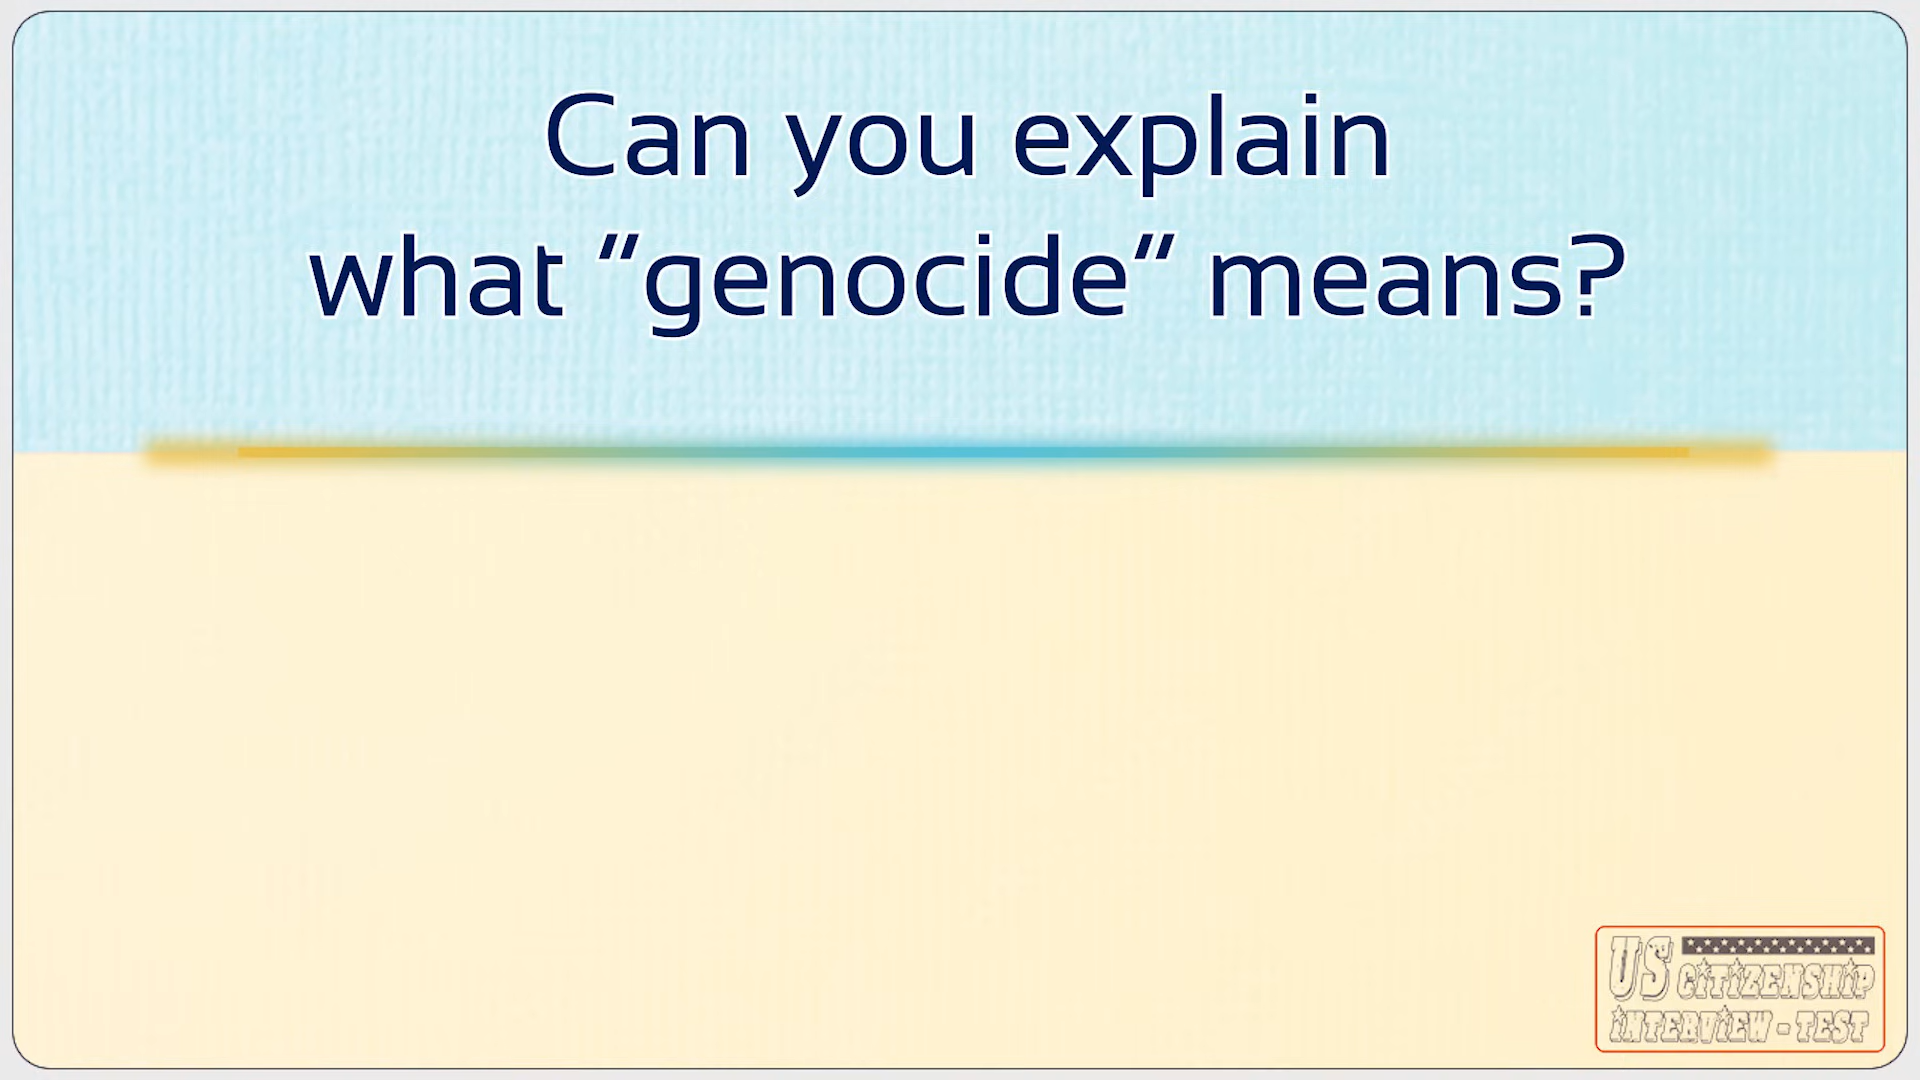 Can you explain
what "genocide" means?
US CITIZENSHIP
INTERVIEW - TEST